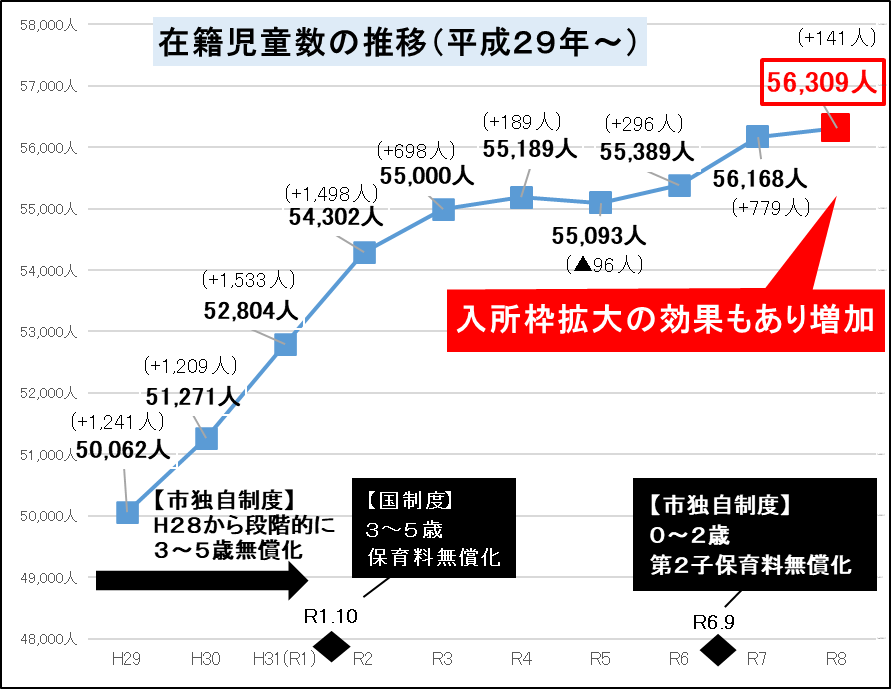 在籍児童数の推移（平成２９年～）
58,000人
57,000人
56,000人
55,000人
54,000人
53,000人
52,000人
51,000人
50,000人
49,000人
48,000人
(+1,241人)
50,062人
(+1,209人)
51,271人
(+1,533人)
52,804人
(+1,498人)
54,302人
(+698人)
55,000人
(+189人)
55,189人
55,093人
(▲96人)
(+296人)
55,389人
56,168人
(+779人)
(+141人)
56,309人
入所枠拡大の効果もあり増加
【市独自制度】
H28から段階的に
３～５歳無償化
【国制度】
３～５歳
保育料無償化
【市独自制度】
０～２歳
第２子保育料無償化
R1.10
R6.9
H29
H30
H31(R1)
R2
R3
R4
R5
R6
R7
R8